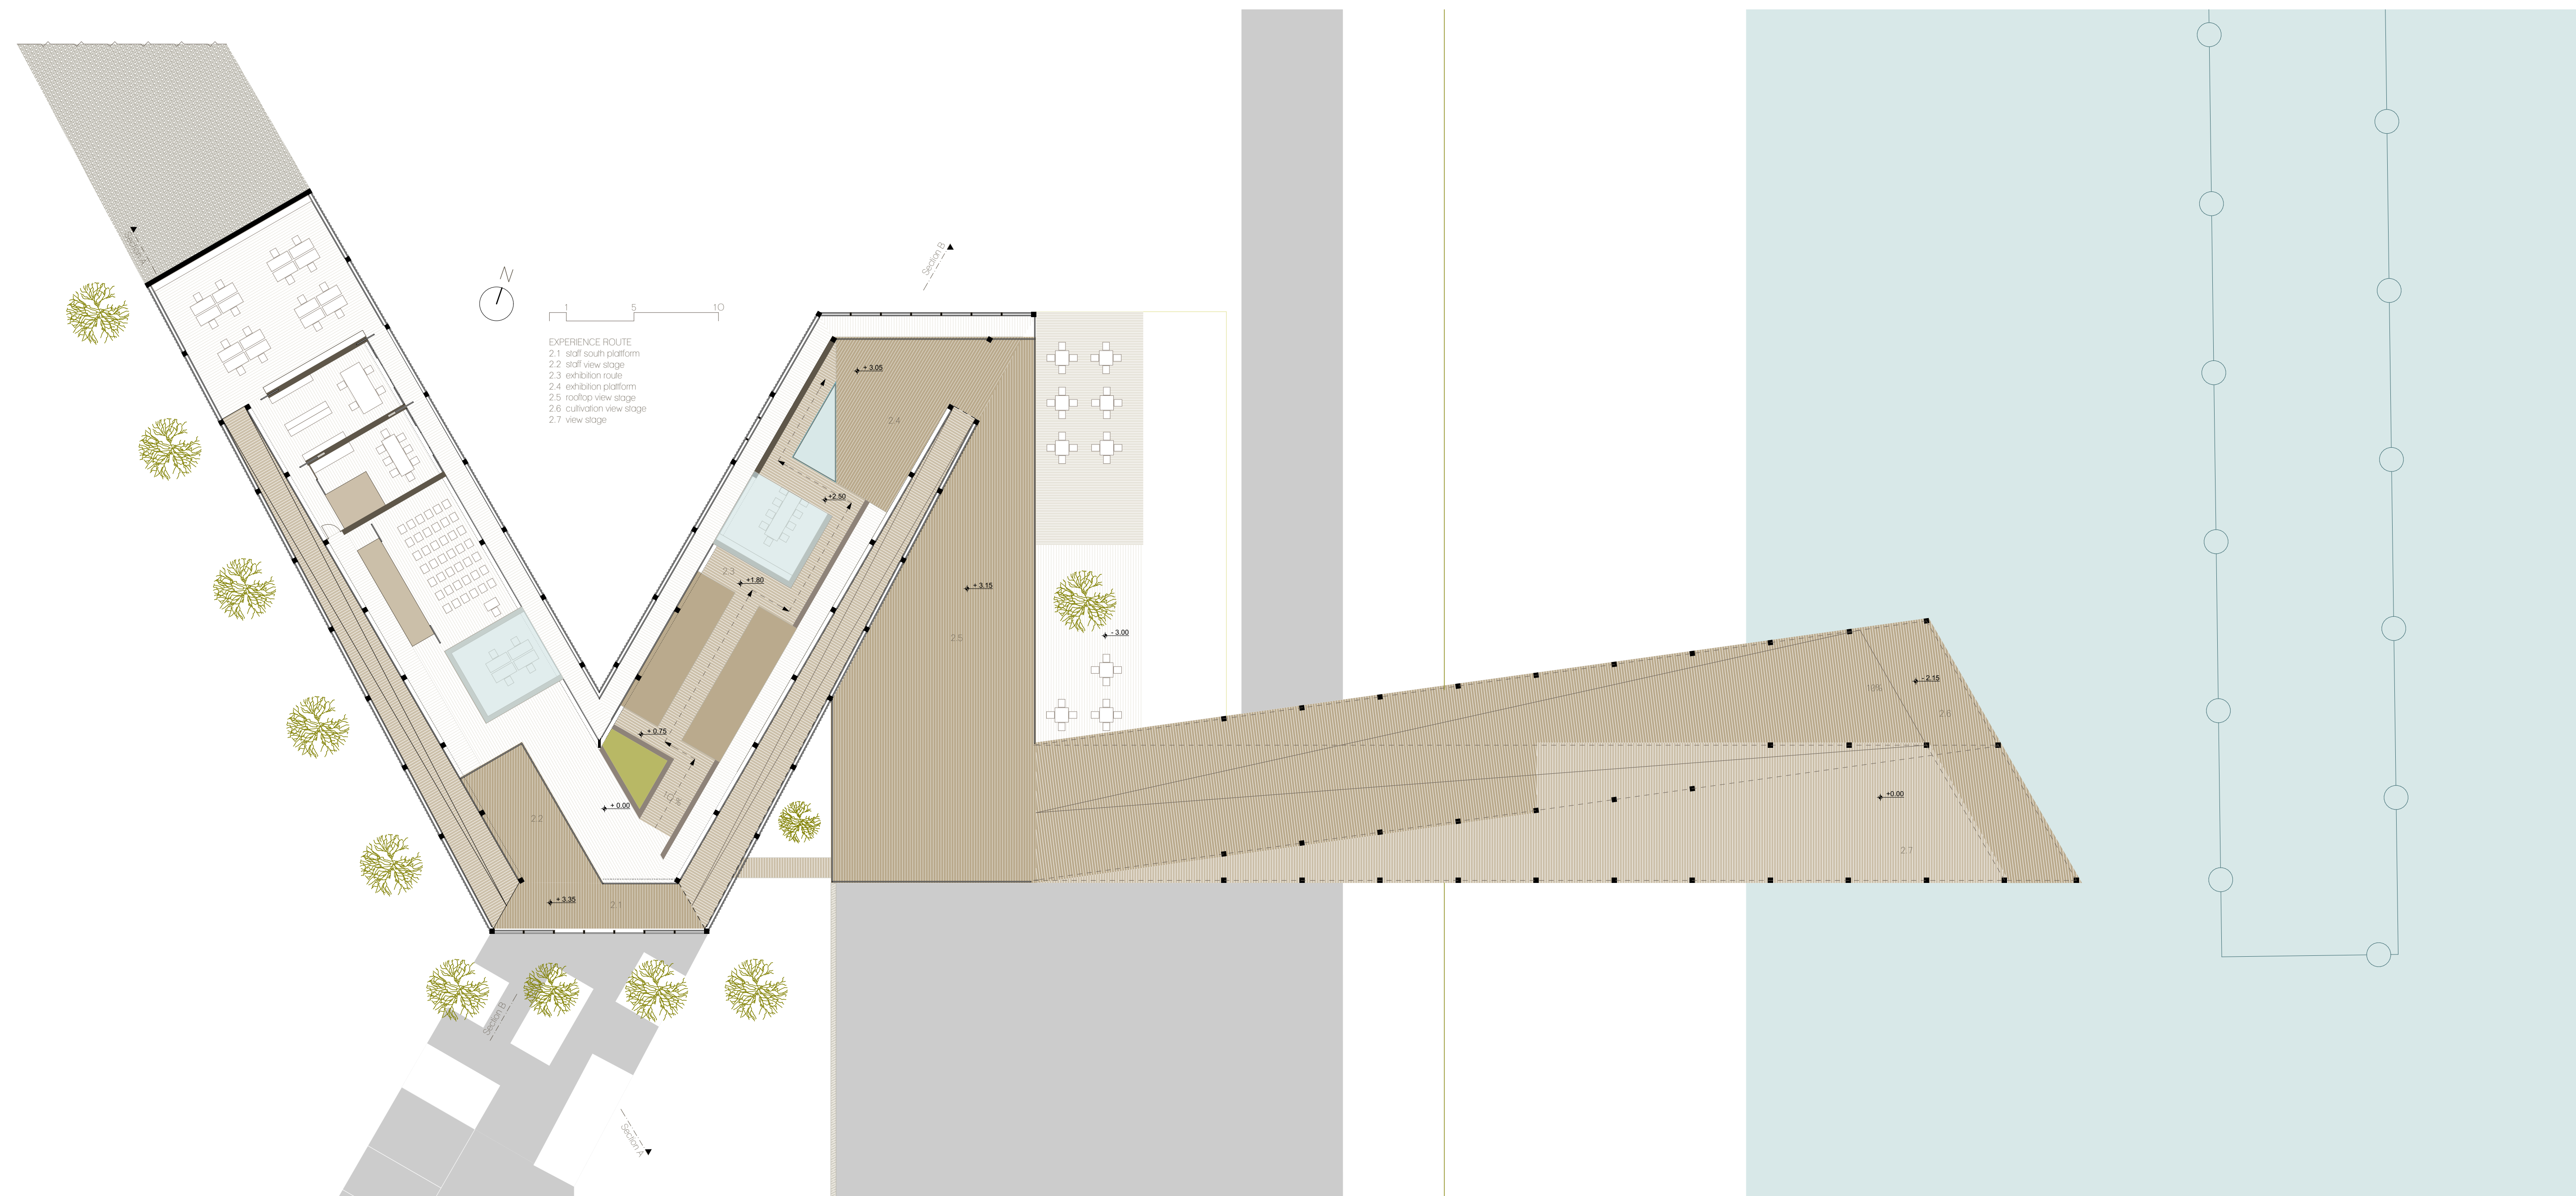 Section A
Section B
N
1 5 10
EXPERIENCE ROUTE
2.1 staff south platform
2.2 staff view stage
2.3 exhibition route
2.4 exhibition platform
2.5 rooftop view stage
2.6 cultivation view stage
2.7 view stage
+ 3.05
2.4
+2.50
2.3
+1.80
+ 3.15
2.5
- 3.00
10%
- 2.15
2.6
+ 0.75
10 %
+ 0.00
+0.00
2.2
2.7
+ 3.35
2.1
Section B
Section A